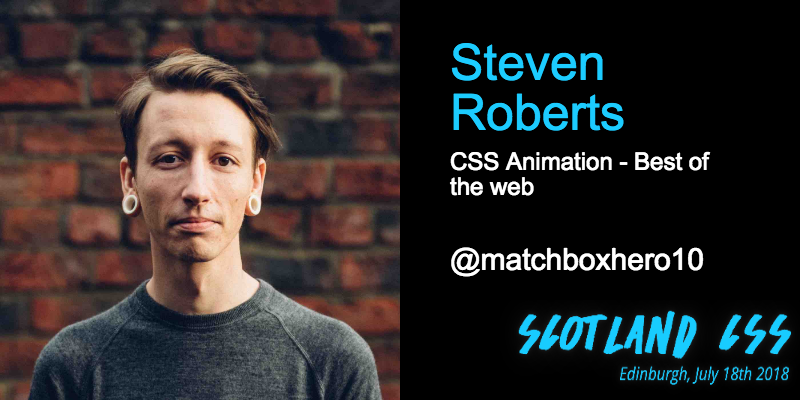 Steven
Roberts
CSS Animation - Best of
the web
@matchboxhero10
SCOTLAND CSS
Edinburgh, July 18th 2018